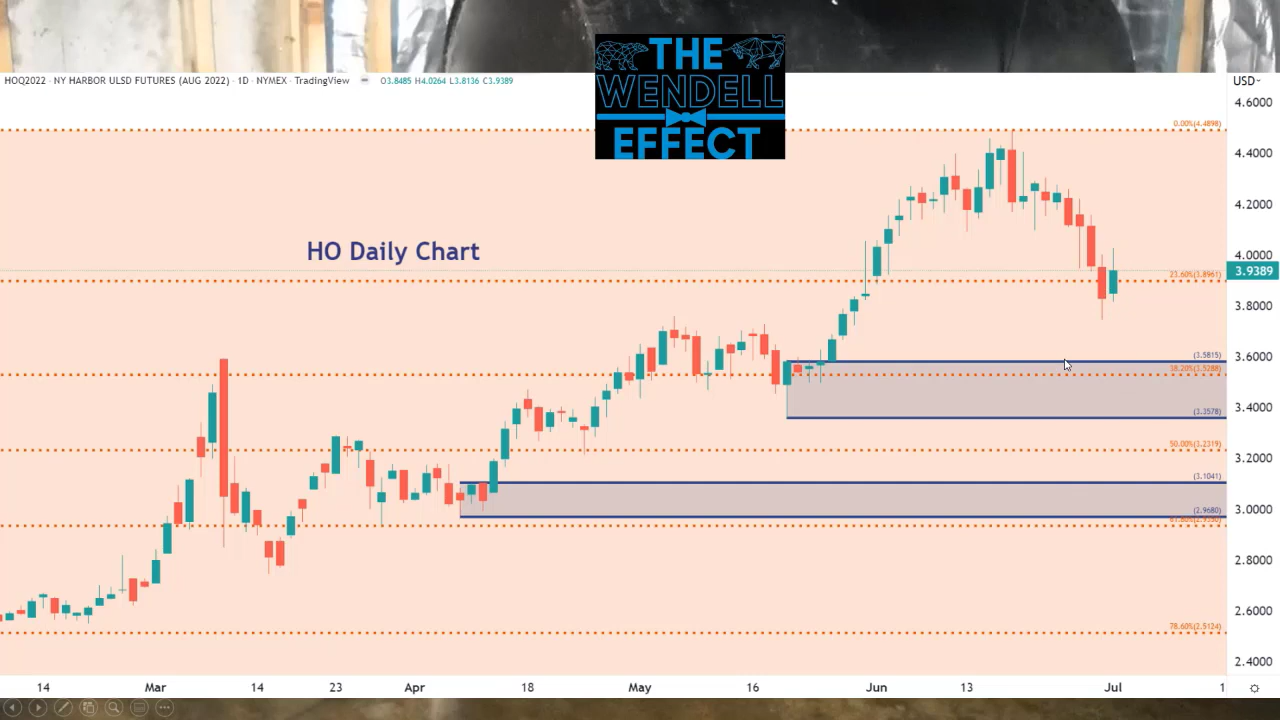 THE
WENDELL
EFFECT
HOQ2022 · NY HARBOR ULSD FUTURES (AUG 2022) · 1D · NYMEX · TradingView
O3.8485 H4.0264 L3.8136 C3.9389
USD
4.6000
0.00%(4.4898)
4.4000
4.2000
HO Daily Chart
4.0000
3.9389
23.60%(3.8961)
3.8000
3.6000
(3.5815)
38.20%(3.5288)
3.4000
(3.3578)
50.00%(3.2319)
3.2000
(3.1041)
3.0000
(2.9680)
2.8000
2.6000
78.60%(2.5124)
2.4000
14 Mar 14 23 Apr 18 May 16 Jun 13 Jul 1